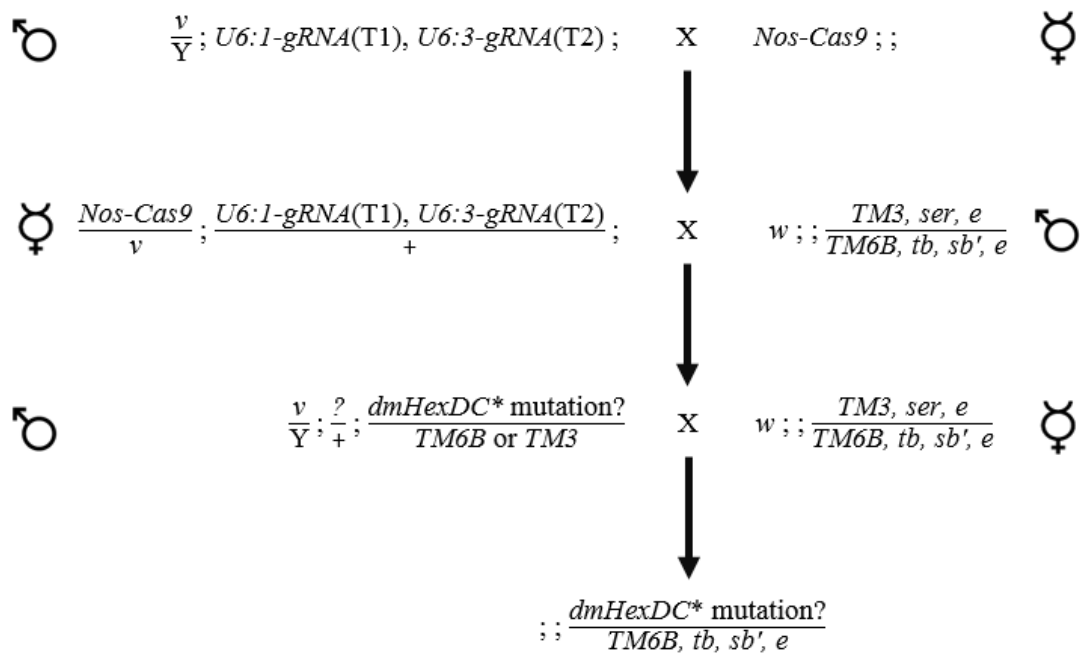 v
Y ; U6:1-gRNA(T1), U6:3-gRNA(T2) ; X Nos-Cas9 ; ;
Nos-Cas9
v ; U6:1-gRNA(T1), U6:3-gRNA(T2)
+ ; X w ; ; TM3, ser, e
TM6B, tb, sb', e
v
Y ; ?
+ ; dmHexDC* mutation?
TM6B or TM3 X w ; ; TM3, ser, e
TM6B, tb, sb', e
; ; dmHexDC* mutation?
TM6B, tb, sb', e